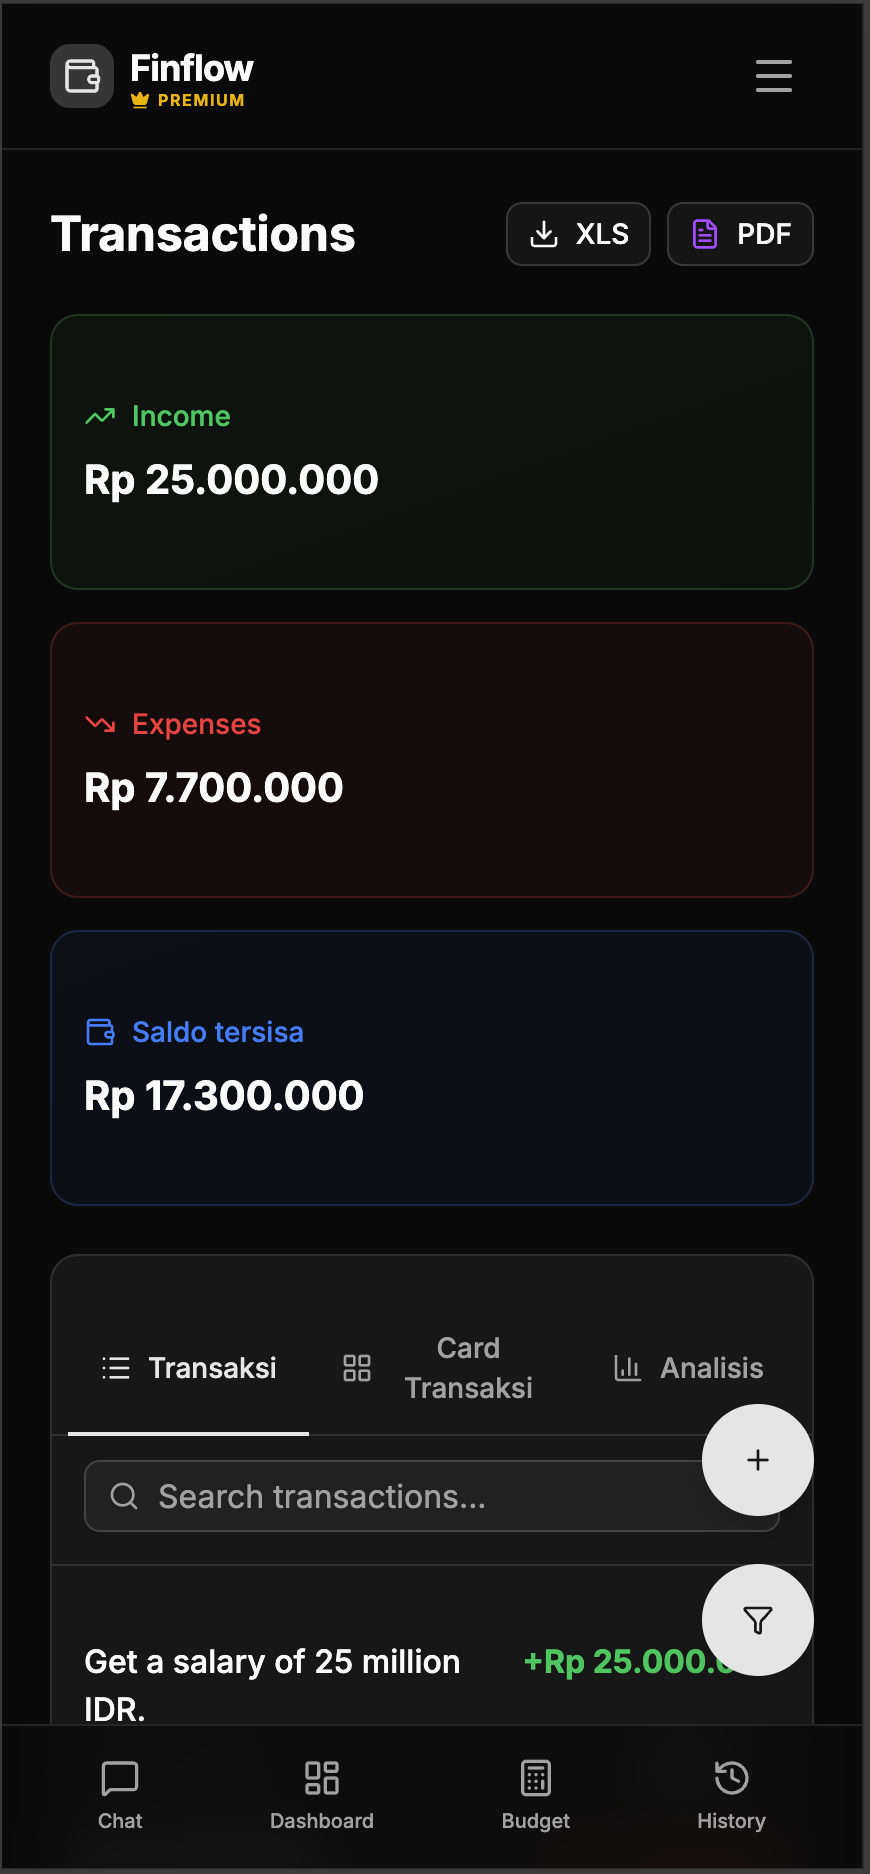 Finflow
PREMIUM
Transactions
XLS
PDF
Income
Rp 25.000.000
Expenses
Rp 7.700.000
Saldo tersisa
Rp 17.300.000
Transaksi
Card
Transaksi
Analisis
Search transactions...
Get a salary of 25 million
IDR.
+Rp 25.000.
Chat
Dashboard
Budget
History